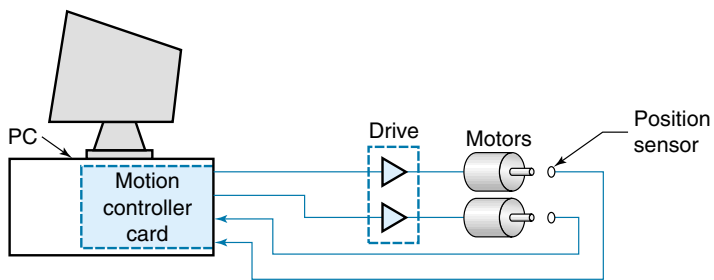 PC
Motion
controller
card
Drive
Motors
Position
sensor